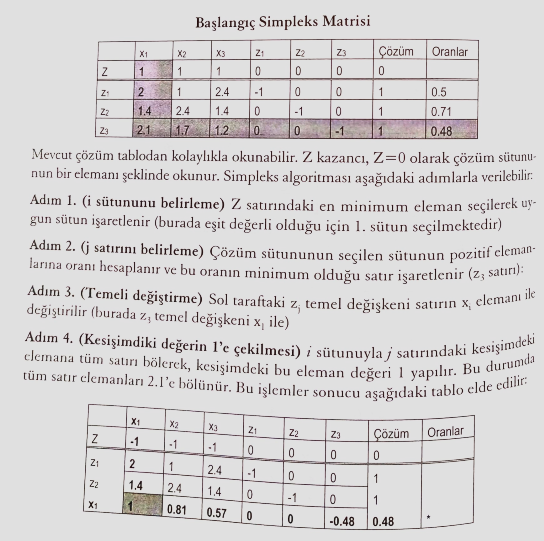 Başlangıç Simpleks Matrisi
x₁ x₂ x₃ z₁ z₂ z₃ Çözüm Oranlar
Z 1 1 1 0 0 0 0
z₁ 2 1 2.4 -1 0 0 1 0.5
z₂ 1.4 2.4 1.4 0 -1 0 1 0.71
z₃ 2.1 1.7 1.2 0 0 -1 1 0.48
Mevcut çözüm tablodan kolaylıkla okunabilir. Z kazancı, Z=0 olarak çözüm sütunu-
nun bir elemanı şeklinde okunur. Simpleks algoritması aşağıdaki adımlarla verilebilir:
Adım 1. (i sütununu belirleme) Z satırındaki en minimum eleman seçilerek uy-
gun sütun işaretlenir (burada eşit değerli olduğu için 1. sütun seçilmektedir)
Adım 2. (j satırını belirleme) Çözüm sütununun seçilen sütunun pozitif eleman-
larına oranı hesaplanır ve bu oranın minimum olduğu satır işaretlenir (z₃ satırı):
Adım 3. (Temeli değiştirme) Sol taraftaki zⱼ temel değişkeni satırın xᵢ elemanı ile
değiştirilir (burada z₃ temel değişkeni x₁ ile)
Adım 4. (Kesişimdiki değerin 1'e çekilmesi) i sütunuyla j satırındaki kesişimdeki
elemana tüm satırı bölerek, kesişimdeki bu eleman değeri 1 yapılır. Bu durumda
tüm satır elemanları 2.1'e bölünür. Bu işlemler sonucu aşağıdaki tablo elde edilir:
x₁ x₂ x₃ z₁ z₂ z₃ Çözüm Oranlar
Z -1 -1 -1 0 0 0 0
z₁ 2 1 2.4 -1 0 0 1
z₂ 1.4 2.4 1.4 0 -1 0 1
x₁ 1 0.81 0.57 0 0 -0.48 0.48 *